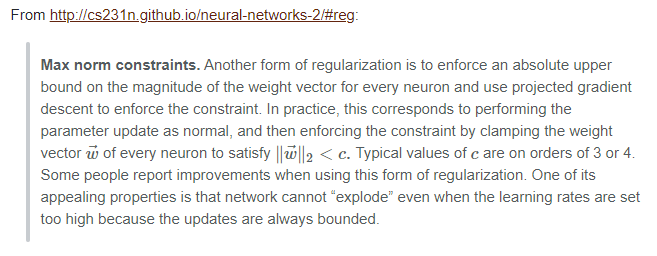 From http://cs231n.github.io/neural-networks-2/#reg:
Max norm constraints. Another form of regularization is to enforce an absolute upper
bound on the magnitude of the weight vector for every neuron and use projected gradient
descent to enforce the constraint. In practice, this corresponds to performing the
parameter update as normal, and then enforcing the constraint by clamping the weight
vector w⃗ of every neuron to satisfy ||w⃗||₂ < c. Typical values of c are on orders of 3 or 4.
Some people report improvements when using this form of regularization. One of its
appealing properties is that network cannot “explode” even when the learning rates are set
too high because the updates are always bounded.